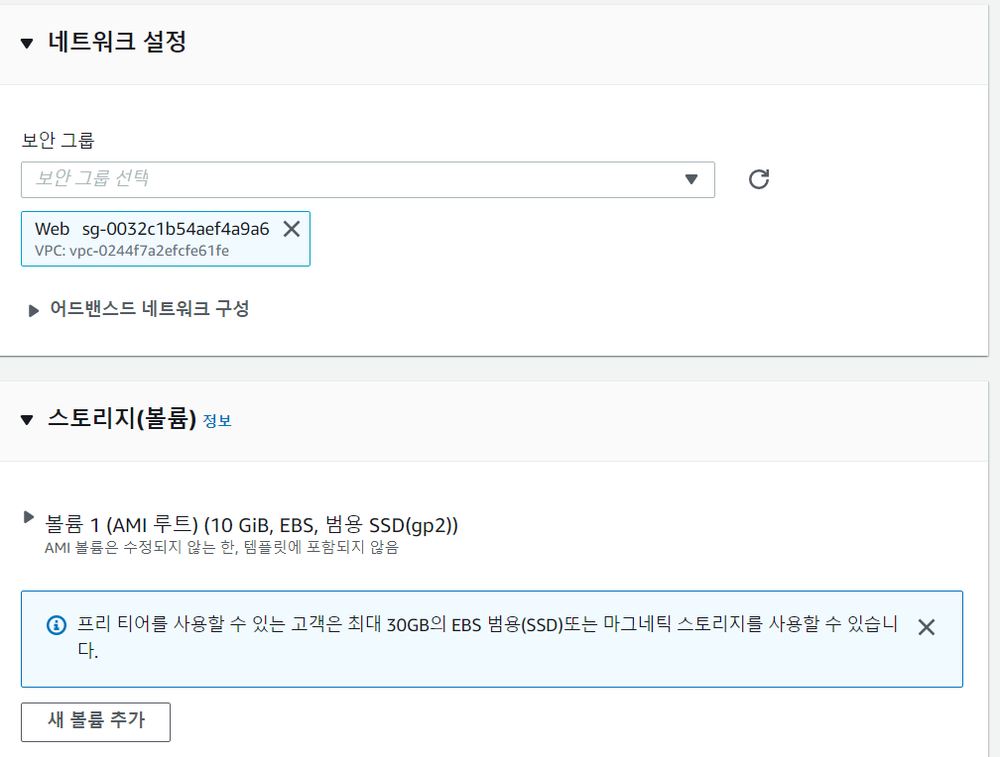 네트워크 설정
보안 그룹
보안 그룹 선택
Web sg-0032c1b54aef4a9a6
VPC: vpc-0244f7a2efcfe61fe
어드밴스드 네트워크 구성
스토리지(볼륨) 정보
볼륨 1 (AMI 루트) (10 GiB, EBS, 범용 SSD(gp2))
AMI 볼륨은 수정되지 않는 한, 템플릿에 포함되지 않음
프리 티어를 사용할 수 있는 고객은 최대 30GB의 EBS 범용(SSD)또는 마그네틱 스토리지를 사용할 수 있습니
다.
새 볼륨 추가